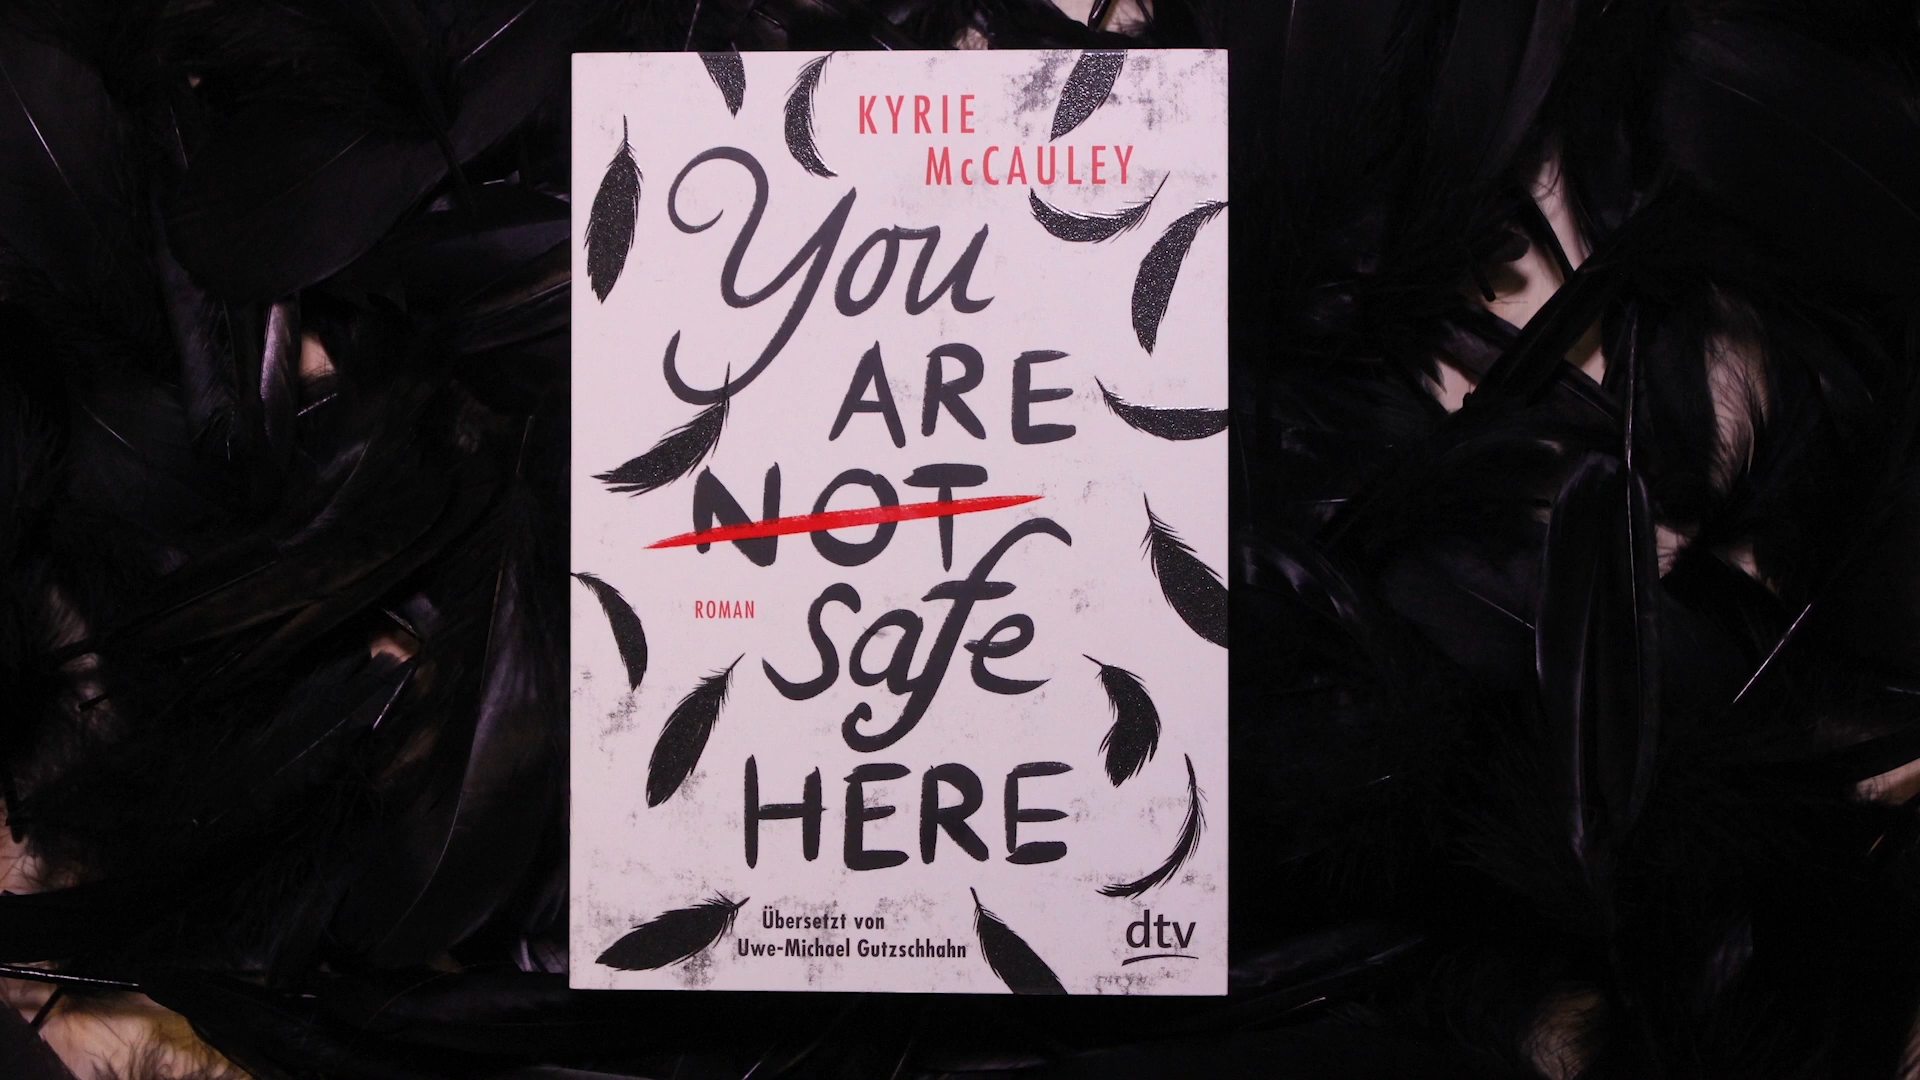 KYRIE
McCAULEY
You
ARE
NOT
safe
HERE
ROMAN
Übersetzt von
Uwe-Michael Gutzschhahn
dtv